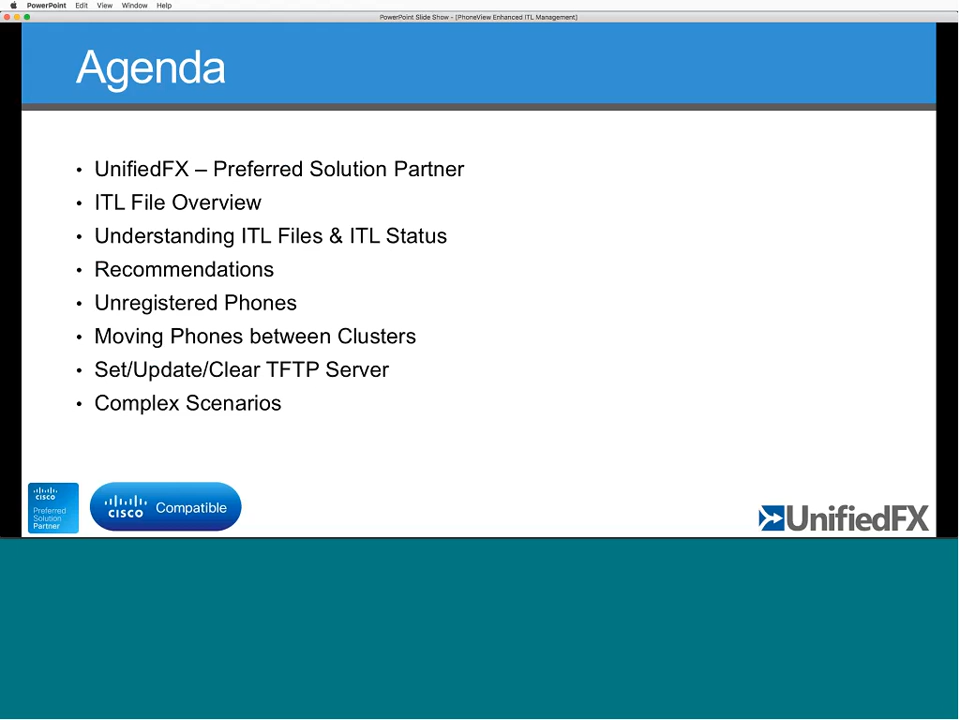 PowerPoint Edit View Window Help
PowerPoint Slide Show - [PhoneView Enhanced ITL Management]
Agenda
• UnifiedFX – Preferred Solution Partner
• ITL File Overview
• Understanding ITL Files & ITL Status
• Recommendations
• Unregistered Phones
• Moving Phones between Clusters
• Set/Update/Clear TFTP Server
• Complex Scenarios
CISCO
Preferred
Solution
Partner
CISCO Compatible
UnifiedFX